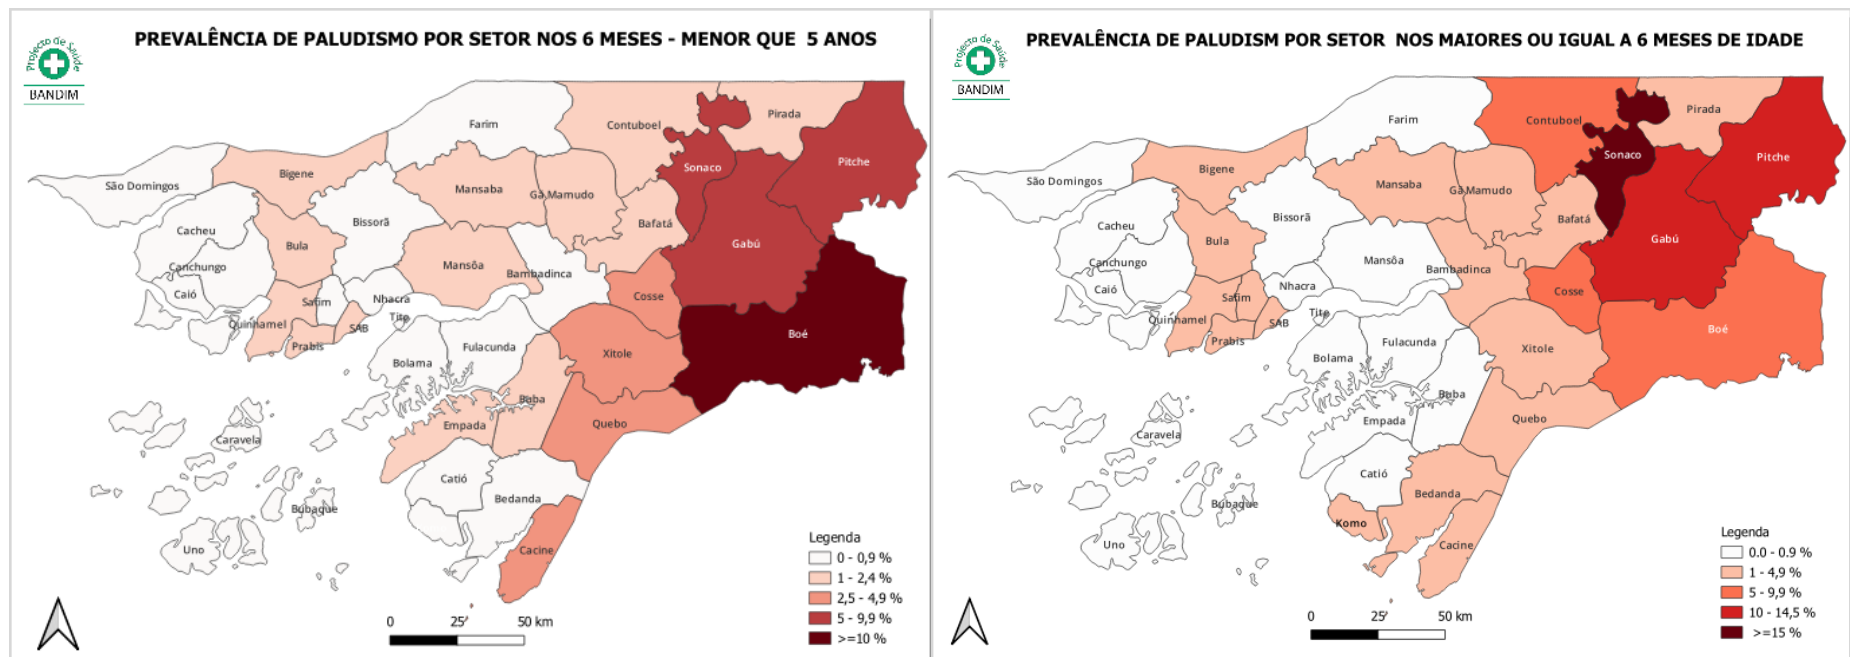 PREVALÊNCIA DE PALUDISMO POR SETOR NOS 6 MESES - MENOR QUE 5 ANOS
Projecto de Saúde
BANDIM
Farim
Contuboel
Pirada
Sonaco
Pitche
São Domingos
Bigene
Mansaba
Gã Mamudo
Bissorã
Bafatá
Cacheu
Bula
Gabú
Canchungo
Mansôa
Bambadinca
Caió
Safim
Nhacra
Cosse
Quinhamel
SAB
Tite
Prabis
Boé
Bolama
Fulacunda
Xitole
Buba
Empada
Quebo
Caravela
Catió
Bedanda
Bubaque
Uno
Cacine
Legenda
0 - 0,9 %
1 - 2,4 %
2,5 - 4,9 %
5 - 9,9 %
>=10 %
0 25 50 km
PREVALÊNCIA DE PALUDISM POR SETOR NOS MAIORES OU IGUAL A 6 MESES DE IDADE
Projecto de Saúde
BANDIM
Farim
Contuboel
Pirada
Sonaco
Pitche
São Domingos
Bigene
Mansaba
Gã Mamudo
Bissorã
Bafatá
Cacheu
Bula
Gabú
Canchungo
Mansôa
Bambadinca
Caió
Safim
Nhacra
Cosse
Quinhamel
SAB
Tite
Prabis
Boé
Bolama
Fulacunda
Xitole
Buba
Empada
Quebo
Caravela
Catió
Bedanda
Bubaque
Komo
Uno
Cacine
Legenda
0.0 - 0.9 %
1 - 4,9 %
5 - 9,9 %
10 - 14,5 %
>=15 %
0 25 50 km